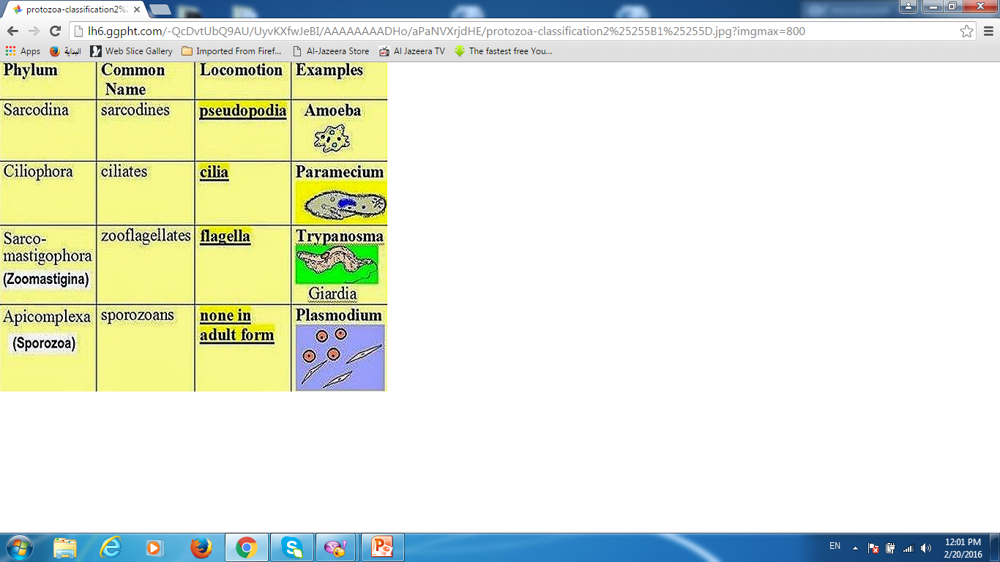 protozoa-classification2%
lh6.ggpht.com/-QcDvtUbQ9AU/UyvKXfwJeBI/AAAAAAAADHo/aPaNVXrjdHE/protozoa-classification2%25255B1%25255D.jpg?imgmax=800
Apps البداية Web Slice Gallery Imported From Firef... Al-Jazeera Store Al Jazeera TV The fastest free You...
Phylum Common Name Locomotion Examples
Sarcodina sarcodines pseudopodia Amoeba
Ciliophora ciliates cilia Paramecium
Sarco- zooflagellates flagella Trypanosma
mastigophora
(Zoomastigina)
Giardia
Apicomplexa sporozoans none in Plasmodium
adult form
(Sporozoa)
EN 12:01 PM
2/20/2016